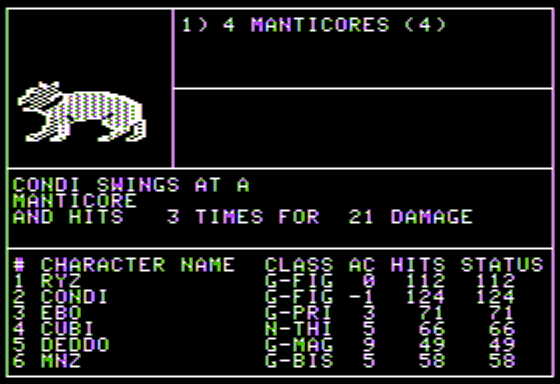 1) 4 MANTICORES (4)
CONDI SWINGS AT A
MANTICORE
AND HITS 3 TIMES FOR 21 DAMAGE
# CHARACTER NAME CLASS AC HITS STATUS
1 RYZ G-FIG 0 112 112
2 CONDI G-FIG -1 124 124
3 EBO G-PRI 3 71 71
4 CUBI N-THI 5 66 66
5 DEDDO G-MAG 9 49 49
6 MNZ G-BIS 5 58 58